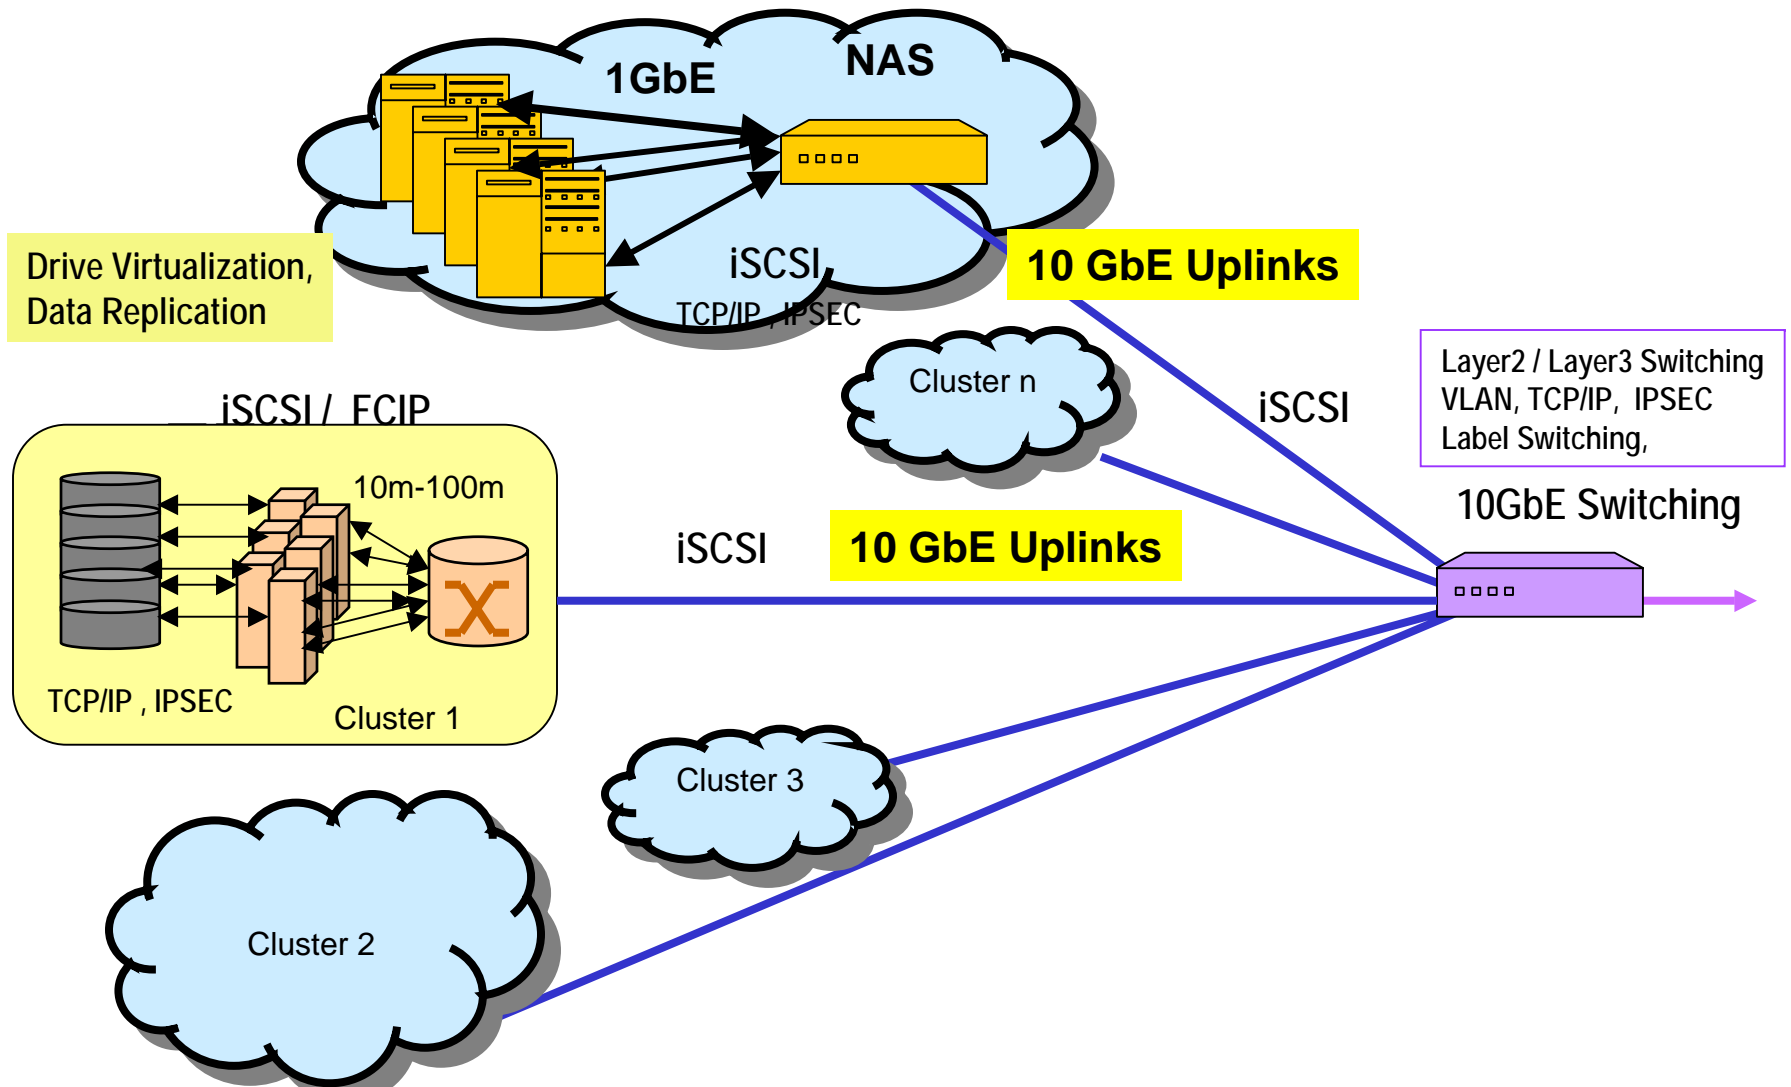 1GbE
NAS
iSCSI
TCP/IP , IPSEC
Drive Virtualization,
Data Replication
10 GbE Uplinks
Cluster n
iSCSI
Layer2 / Layer3 Switching
VLAN, TCP/IP, IPSEC
Label Switching,
10GbE Switching
iSCSI / FCIP
10m-100m
TCP/IP , IPSEC
Cluster 1
iSCSI
10 GbE Uplinks
Cluster 3
Cluster 2